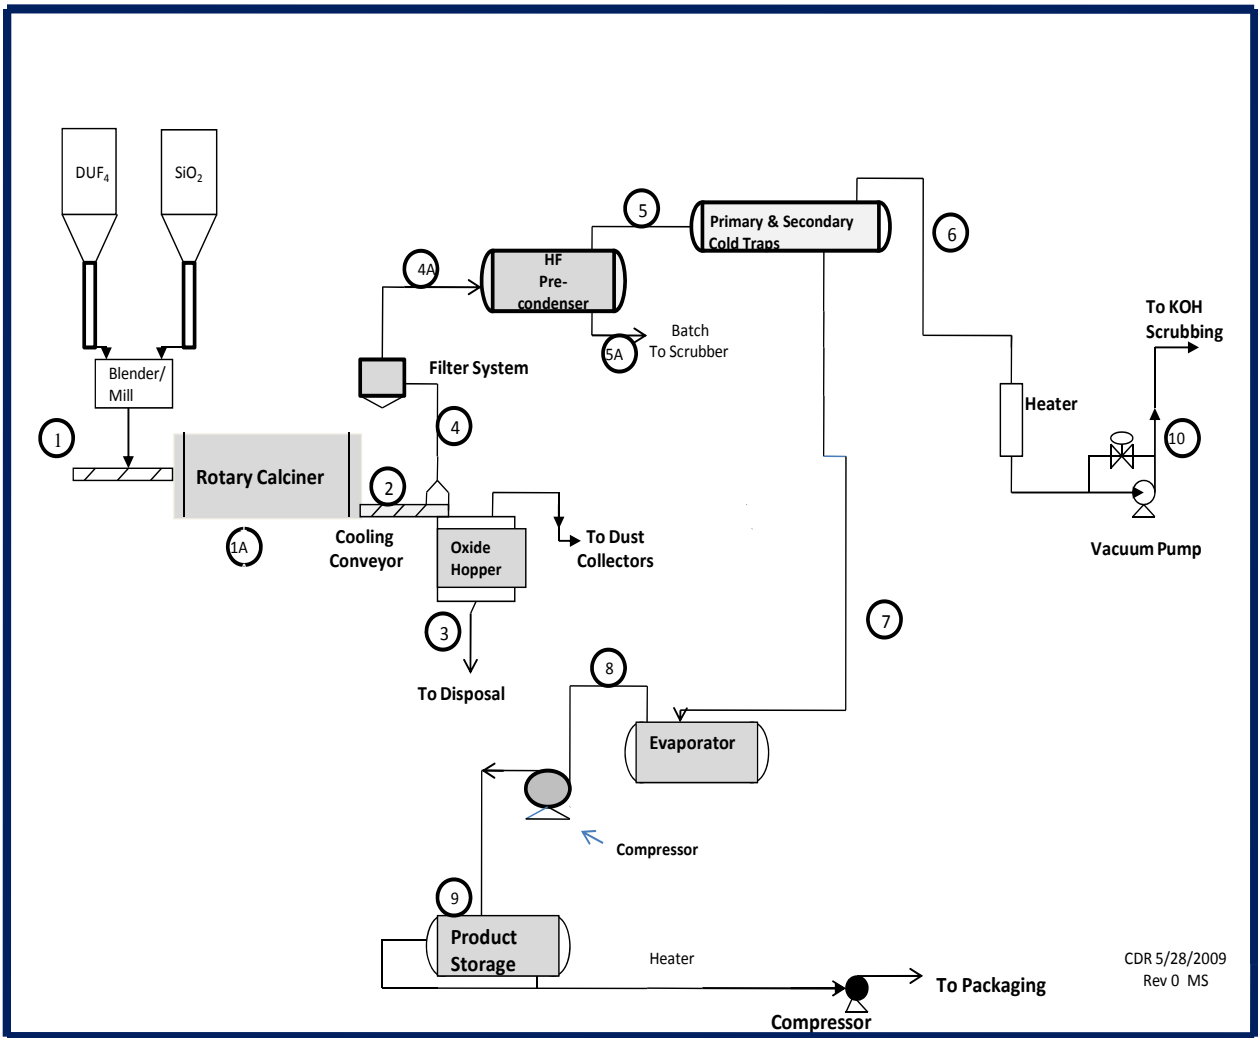 DUF4
SiO2
Blender/
Mill
1
Rotary Calciner
1A
2
Cooling
Conveyor
Oxide
Hopper
3
To Disposal
To Dust
Collectors
4
Filter System
4A
HF
Pre-
condenser
5A
Batch
To Scrubber
5
Primary & Secondary
Cold Traps
6
To KOH
Scrubbing
Heater
10
Vacuum Pump
7
8
Evaporator
Compressor
9
Product
Storage
Heater
To Packaging
Compressor
CDR 5/28/2009
Rev 0 MS